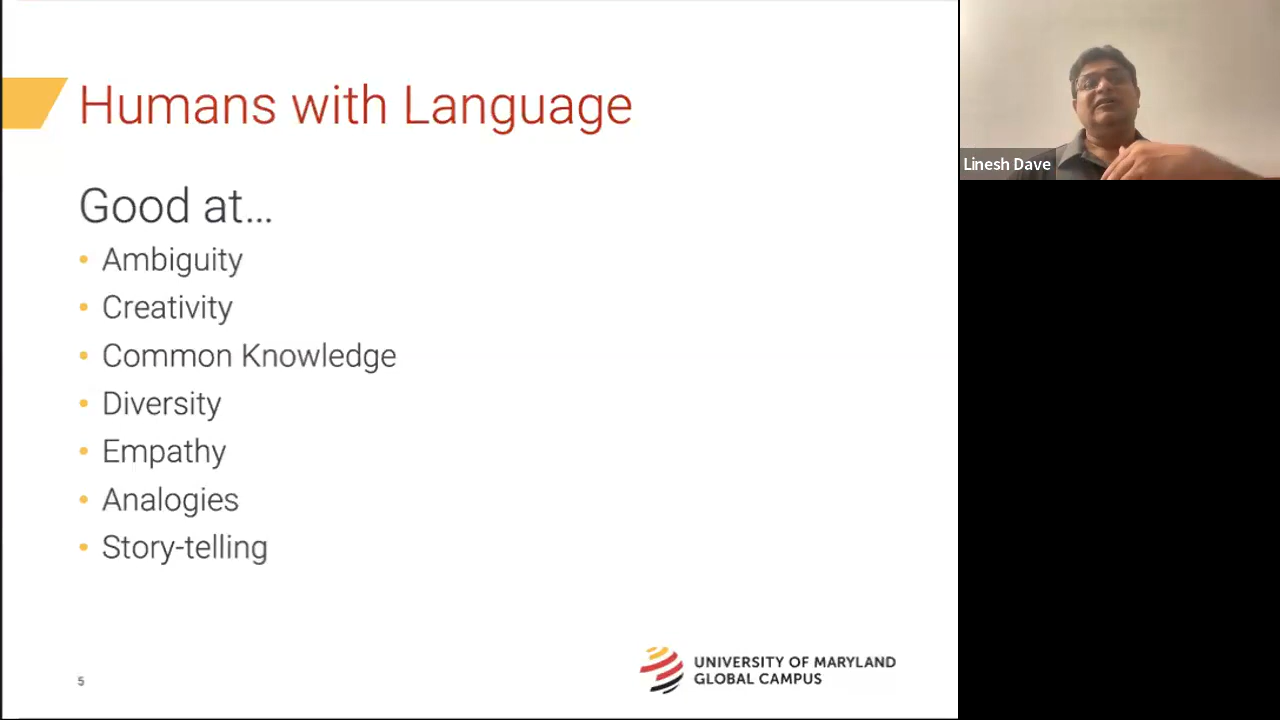 Humans with Language
Good at...
• Ambiguity
• Creativity
• Common Knowledge
• Diversity
• Empathy
• Analogies
• Story-telling
5
UNIVERSITY OF MARYLAND
GLOBAL CAMPUS
Linesh Dave